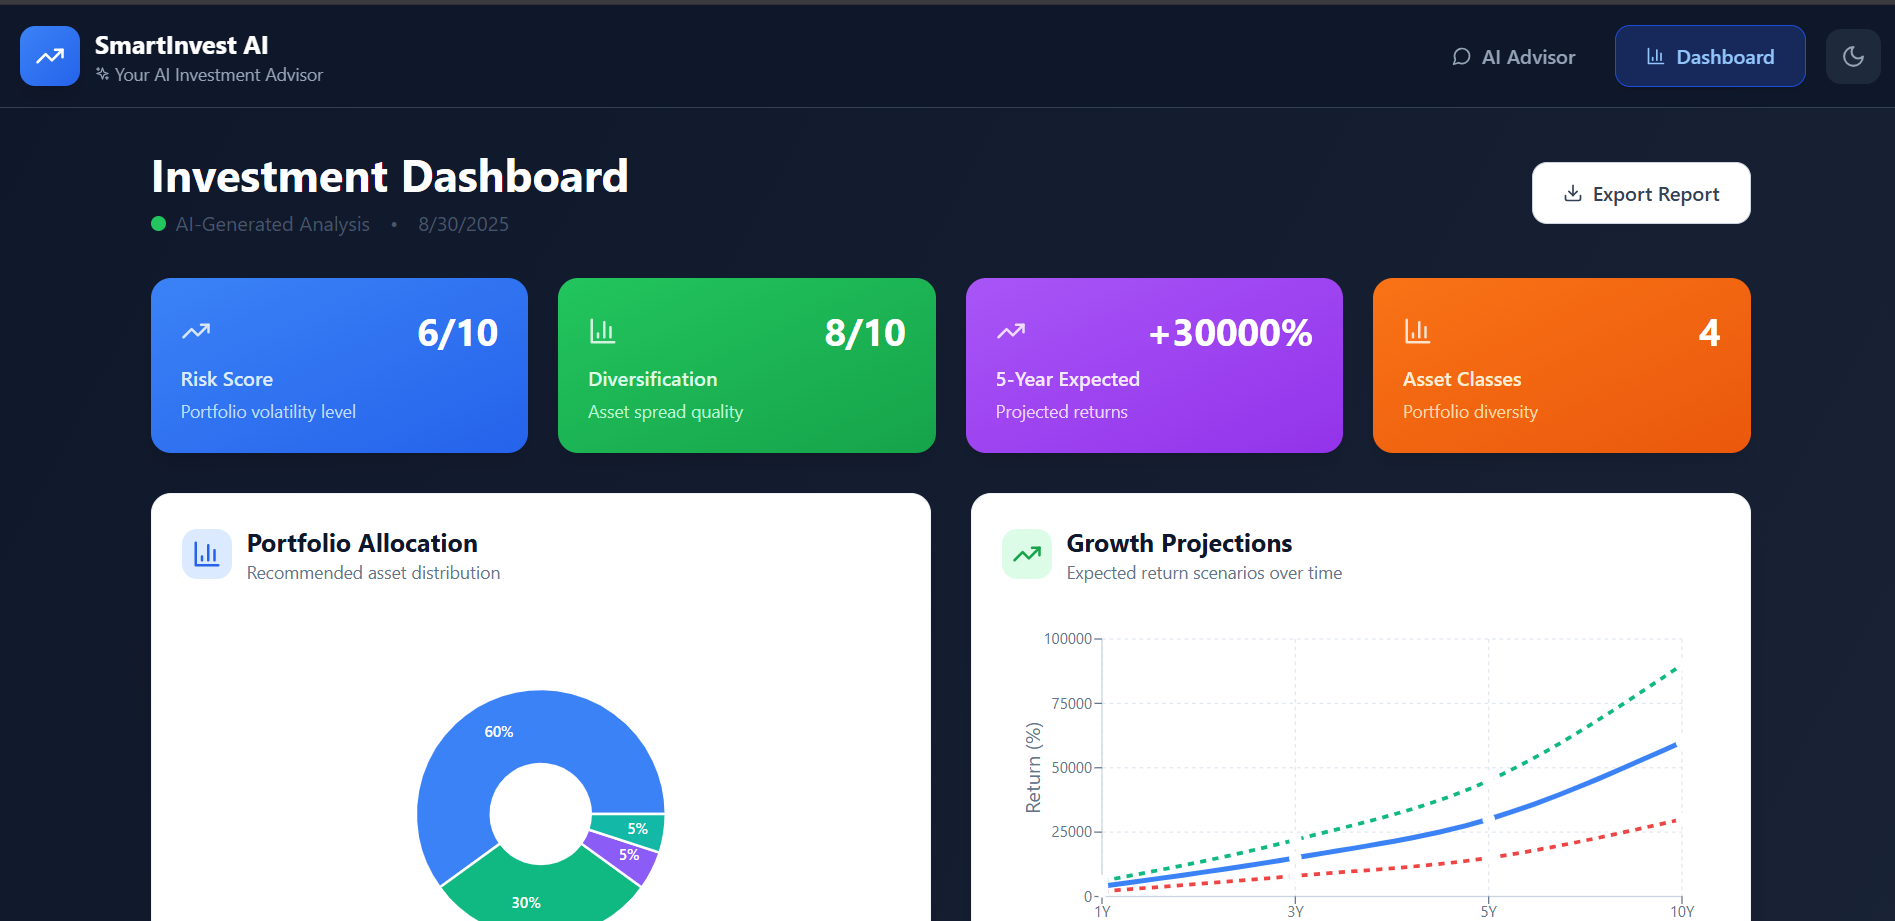 SmartInvest AI
Your AI Investment Advisor
AI Advisor
Dashboard
Investment Dashboard
AI-Generated Analysis • 8/30/2025
Export Report
6/10
Risk Score
Portfolio volatility level
8/10
Diversification
Asset spread quality
+30000%
5-Year Expected
Projected returns
4
Asset Classes
Portfolio diversity
Portfolio Allocation
Recommended asset distribution
60%
5%
5%
30%
Growth Projections
Expected return scenarios over time
Return (%)
100000
75000
50000
25000
0
1Y 3Y 5Y 10Y